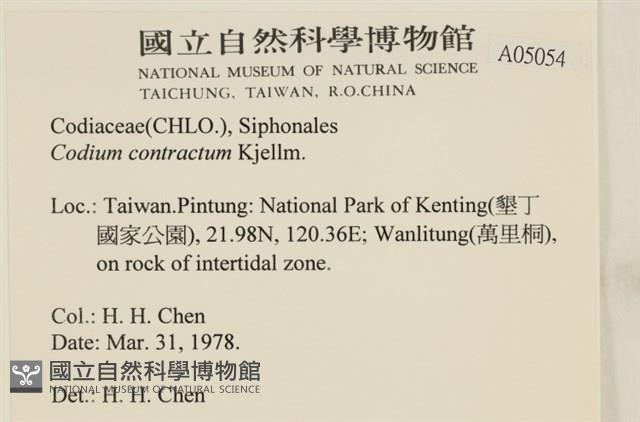 國立自然科學博物館
NATIONAL MUSEUM OF NATURAL SCIENCE
TAICHUNG, TAIWAN, R.O.CHINA
A05054
Codiaceae(CHLO.), Siphonales
Codium contractum Kjellm.
Loc.: Taiwan.Pintung: National Park of Kenting(墾丁
國家公園), 21.98N, 120.36E; Wanlitung(萬里桐),
on rock of intertidal zone.
Col.: H. H. Chen
Date: Mar. 31, 1978.
國立自然科學博物館
NATIONAL MUSEUM OF NATURAL SCIENCE
Det.: H. H. Chen